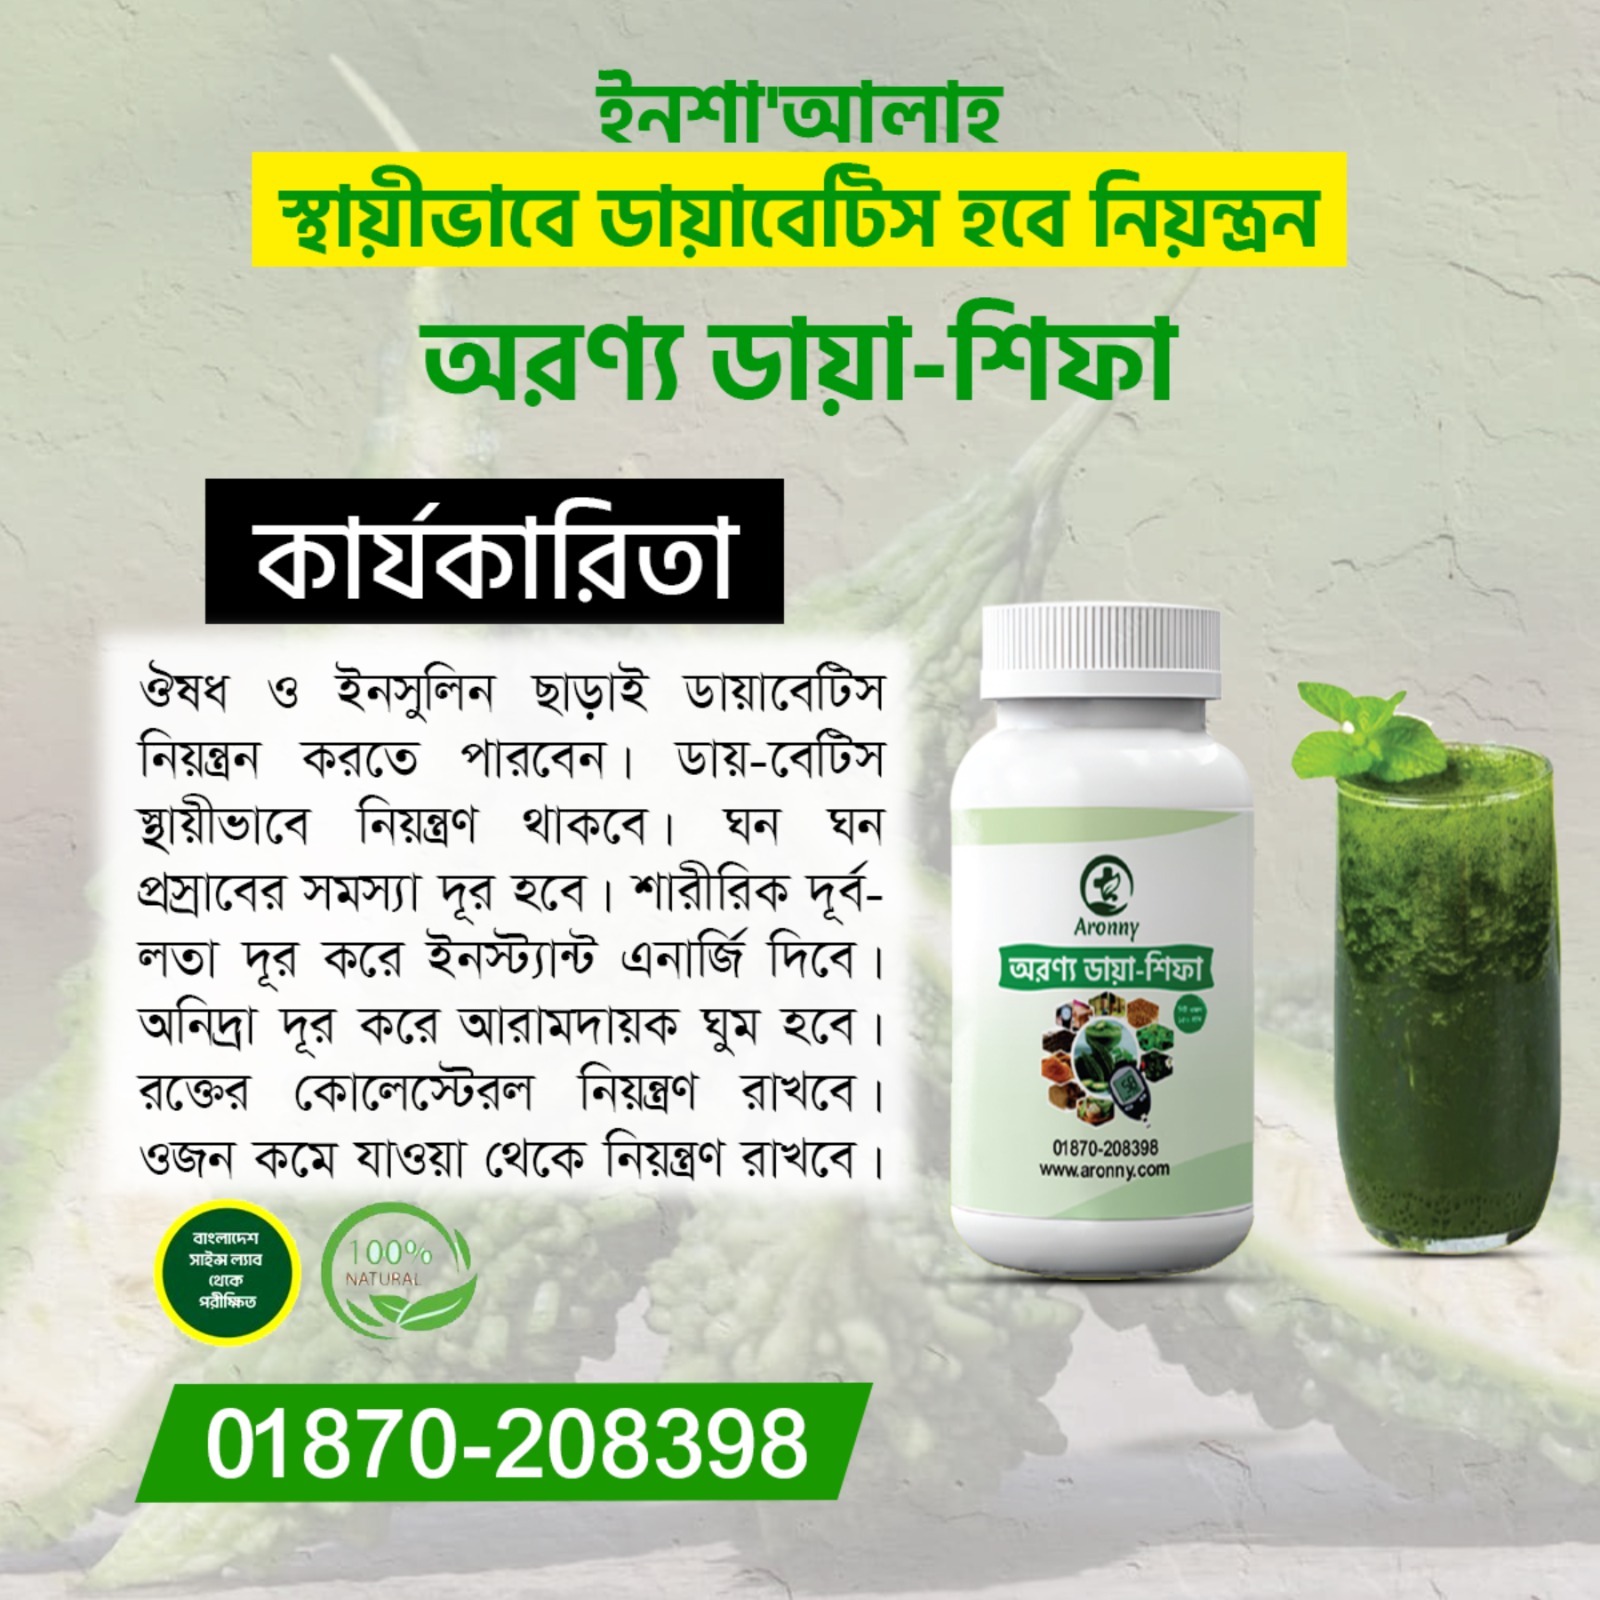 ইনশা'আলাহ
স্থায়ীভাবে ডায়াবেটিস হবে নিয়ন্ত্রন
অরণ্য ডায়া-শিফা
কার্যকারিতা
ঔষধ ও ইনসুলিন ছাড়াই ডায়াবেটিস
নিয়ন্ত্রন করতে পারবেন। ডায়-বেটিস
স্থায়ীভাবে নিয়ন্ত্রণ থাকবে। ঘন ঘন
প্রস্রাবের সমস্যা দূর হবে। শারীরিক দূর্ব-
লতা দূর করে ইনস্ট্যান্ট এনার্জি দিবে।
অনিদ্রা দূর করে আরামদায়ক ঘুম হবে।
রক্তের কোলেস্টেরল নিয়ন্ত্রণ রাখবে।
ওজন কমে যাওয়া থেকে নিয়ন্ত্রণ রাখবে।
বাংলাদেশ
সাইন্স ল্যাব
থেকে
পরীক্ষিত
100%
NATURAL
01870-208398
Aronny
অরণ্য ডায়া-শিফা
01870-208398
www.aronny.com